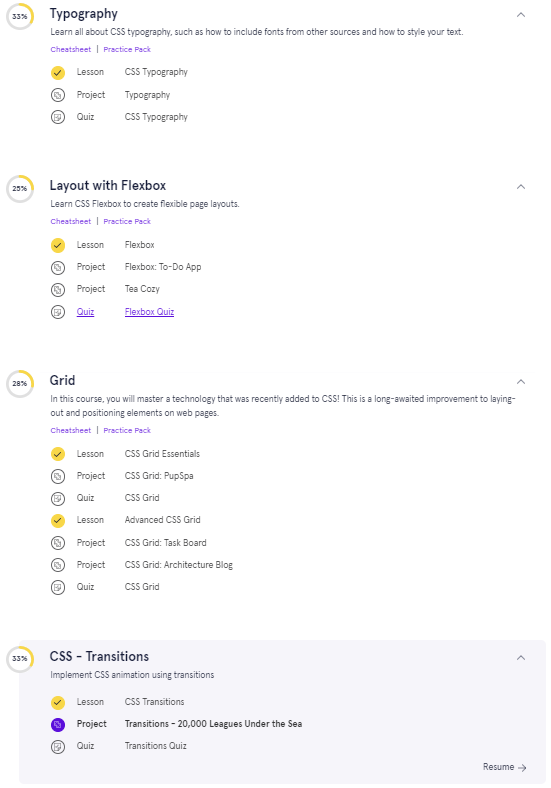 33% Typography
Learn all about CSS typography, such as how to include fonts from other sources and how to style your text.
Cheatsheet | Practice Pack
Lesson CSS Typography
Project Typography
Quiz CSS Typography
25% Layout with Flexbox
Learn CSS Flexbox to create flexible page layouts.
Cheatsheet | Practice Pack
Lesson Flexbox
Project Flexbox: To-Do App
Project Tea Cozy
Quiz Flexbox Quiz
28% Grid
In this course, you will master a technology that was recently added to CSS! This is a long-awaited improvement to laying-
out and positioning elements on web pages.
Cheatsheet | Practice Pack
Lesson CSS Grid Essentials
Project CSS Grid: PupSpa
Quiz CSS Grid
Lesson Advanced CSS Grid
Project CSS Grid: Task Board
Project CSS Grid: Architecture Blog
Quiz CSS Grid
33% CSS - Transitions
Implement CSS animation using transitions
Lesson CSS Transitions
Project Transitions - 20,000 Leagues Under the Sea
Quiz Transitions Quiz
Resume →